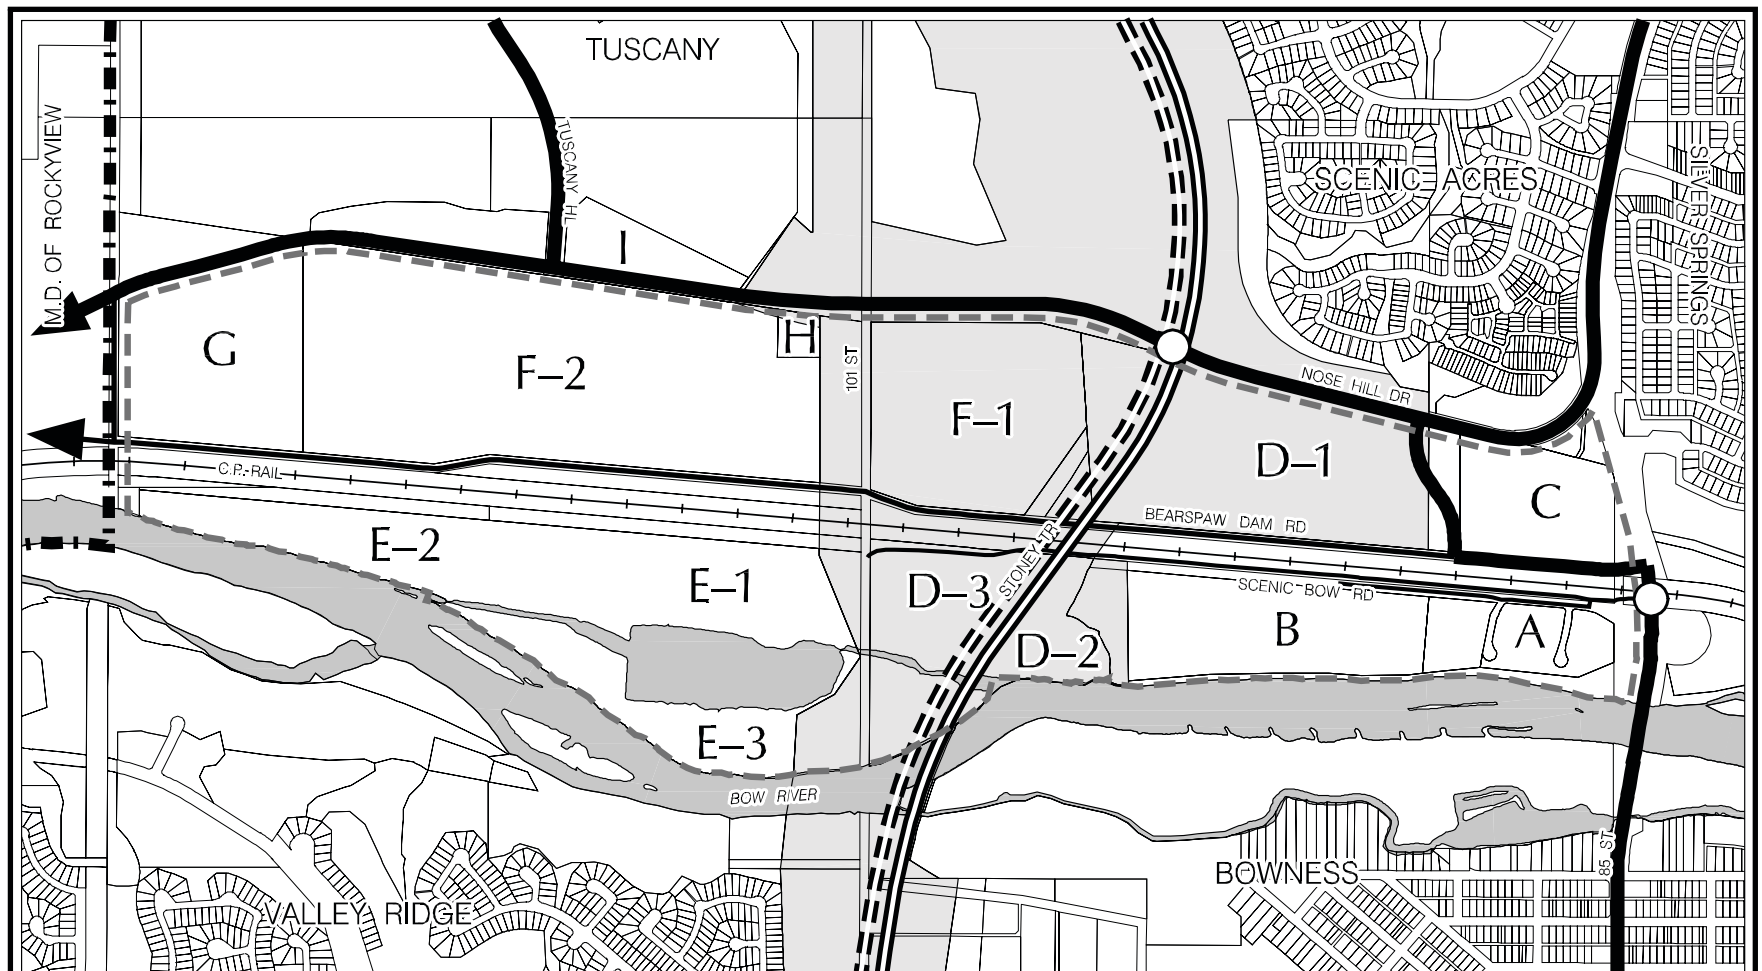 TUSCANY
M.D. OF ROCKYVIEW
TUSCANY HL
SCENIC ACRES
SILVER SPRINGS
I
G
F–2
H
101 ST
F–1
NOSE HILL DR
D–1
C
C.P. RAIL
BEARSPAW DAM RD
E–2
E–1
D–3
STONEY TR
SCENIC BOW RD
D–2
B
A
E–3
BOW RIVER
85 ST
BOWNESS
VALLEY RIDGE